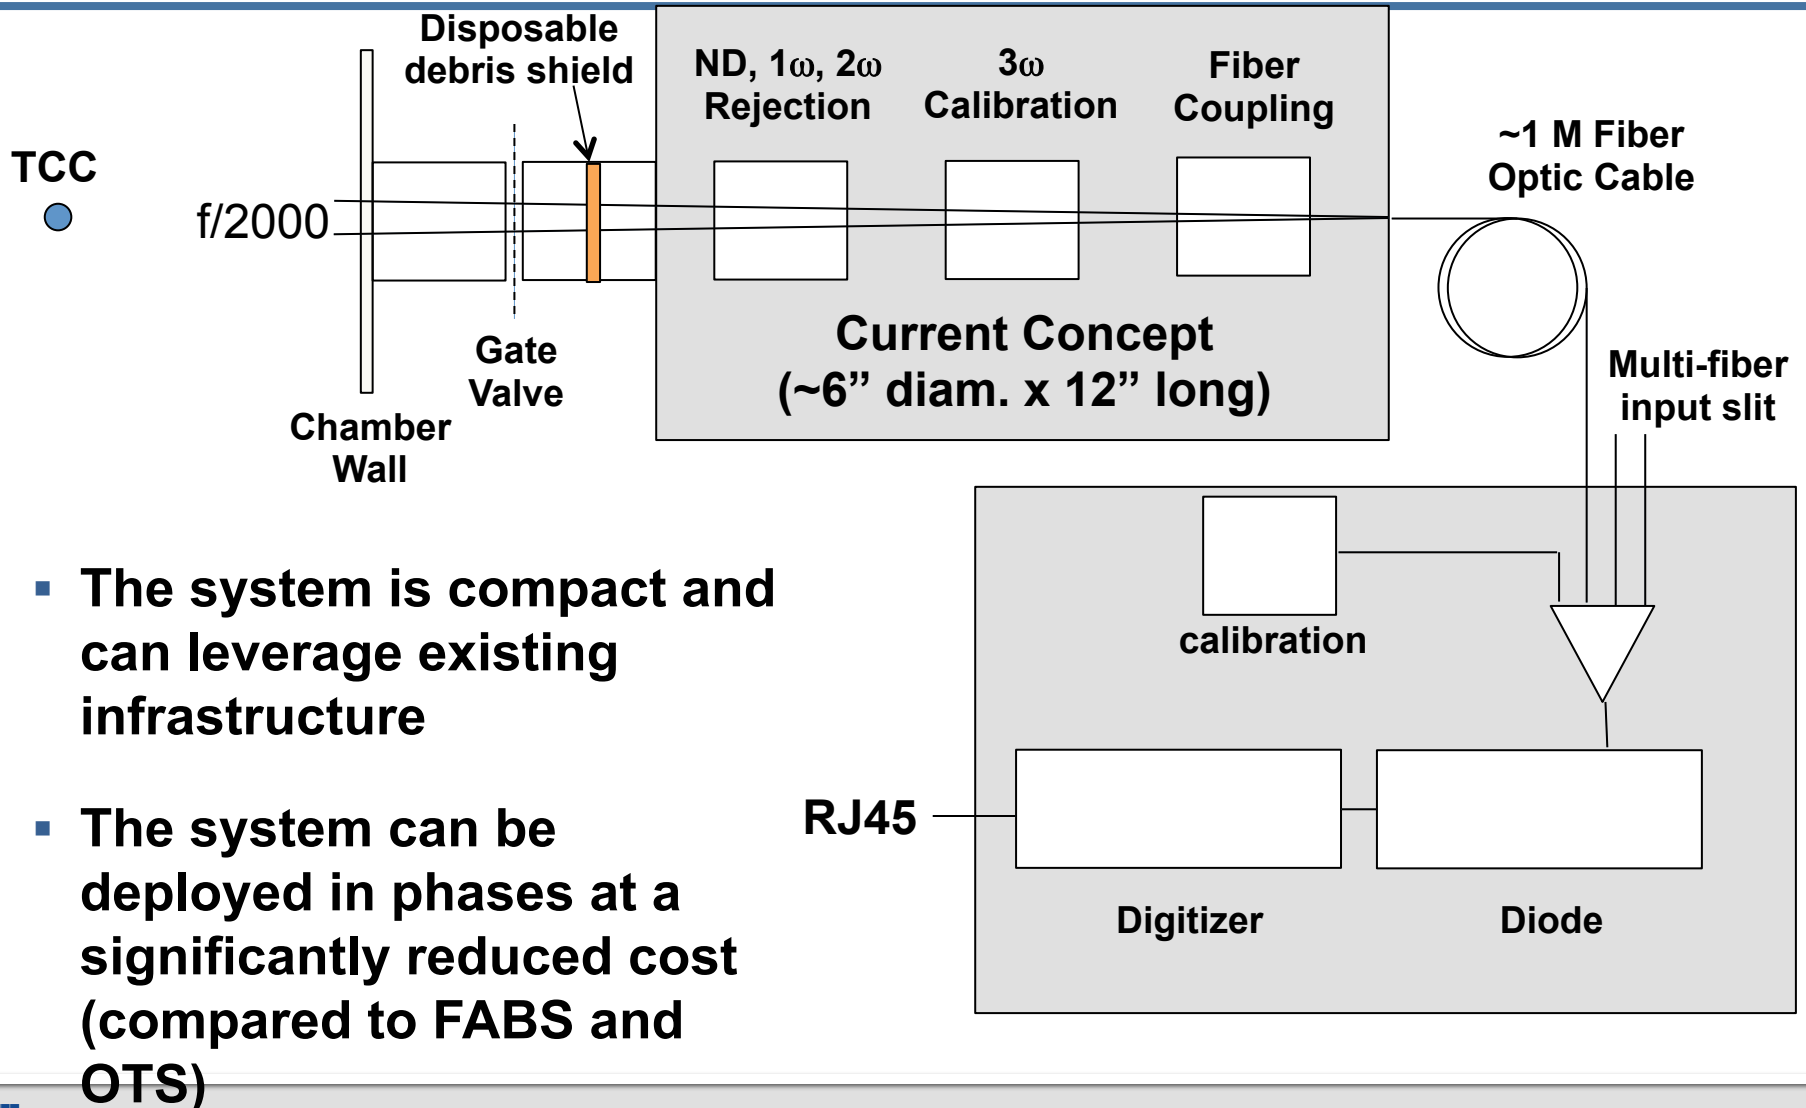 Disposable
debris shield
ND, 1ω, 2ω
Rejection
3ω
Calibration
Fiber
Coupling
~1 M Fiber
Optic Cable
TCC
f/2000
Gate
Valve
Current Concept
(~6” diam. x 12” long)
Chamber
Wall
Multi-fiber
input slit
calibration
RJ45
Digitizer
Diode
▪ The system is compact and
can leverage existing
infrastructure
▪ The system can be
deployed in phases at a
significantly reduced cost
(compared to FABS and
OTS)